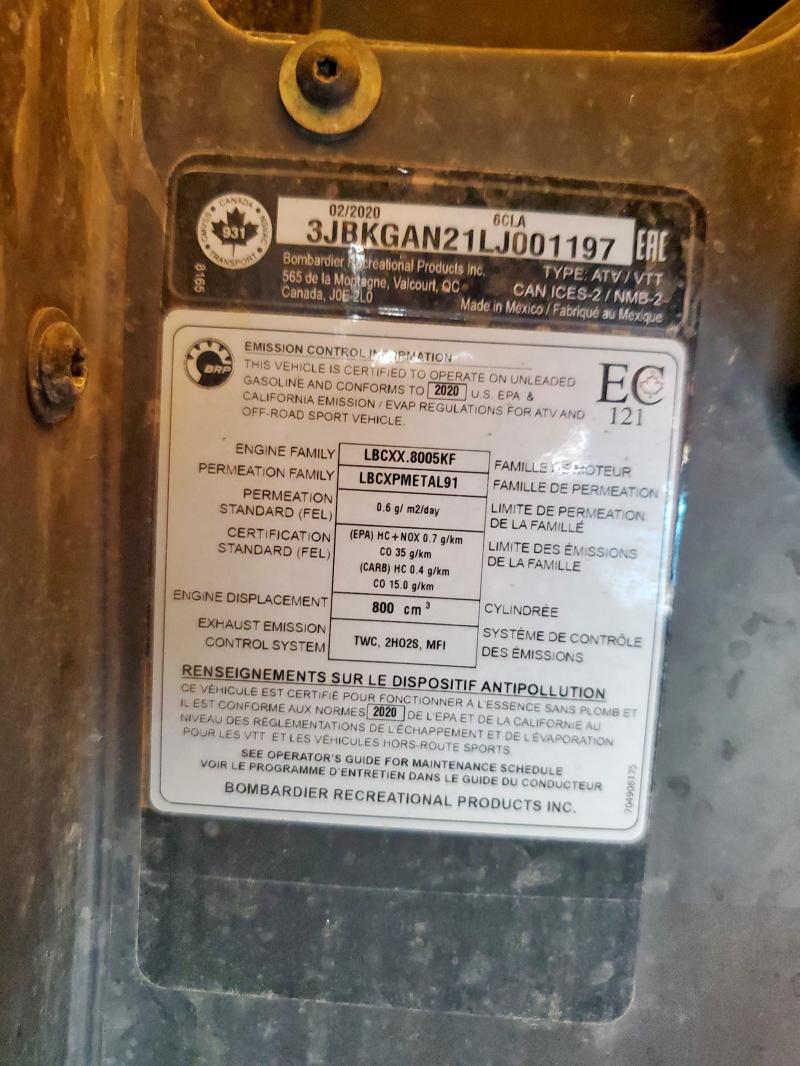 CANADA
931
TRANSPORT
8165
02/2020 6CLA
3JBKGAN21LJ001197
EAC
Bombardier Recreational Products Inc.
565 de la Montagne, Valcourt, QC
Canada, J0E 2L0
TYPE: ATV / VTT
CAN ICES-2 / NMB-2
Made in Mexico / Fabriqué au Mexique
BRP
EMISSION CONTROL INFORMATION
THIS VEHICLE IS CERTIFIED TO OPERATE ON UNLEADED
GASOLINE AND CONFORMS TO 2020 U.S. EPA &
CALIFORNIA EMISSION / EVAP REGULATIONS FOR ATV AND
OFF-ROAD SPORT VEHICLE.
EC
121
ENGINE FAMILY LBCXX.8005KF FAMILLE DE MOTEUR
PERMEATION FAMILY LBCXPMETAL91 FAMILLE DE PERMEATION
PERMEATION
STANDARD (FEL) 0.6 g/ m2/day LIMITE DE PERMEATION
DE LA FAMILLE
CERTIFICATION
STANDARD (FEL) (EPA) HC+NOX 0.7 g/km
CO 35 g/km
(CARB) HC 0.4 g/km
CO 15.0 g/km
LIMITE DES ÉMISSIONS
DE LA FAMILLE
ENGINE DISPLACEMENT 800 cm 3 CYLINDRÉE
EXHAUST EMISSION
CONTROL SYSTEM TWC, 2HO2S, MFI SYSTÈME DE CONTRÔLE
DES ÉMISSIONS
RENSEIGNEMENTS SUR LE DISPOSITIF ANTIPOLLUTION
CE VÉHICULE EST CERTIFIÉ POUR FONCTIONNER À L'ESSENCE SANS PLOMB ET
IL EST CONFORME AUX NORMES 2020 DE L'EPA ET DE LA CALIFORNIE AU
NIVEAU DES RÉGLEMENTATIONS DE L'ÉCHAPPEMENT ET DE L'ÉVAPORATION
POUR LES VTT ET LES VÉHICULES HORS-ROUTE SPORTS
SEE OPERATOR'S GUIDE FOR MAINTENANCE SCHEDULE
VOIR LE PROGRAMME D'ENTRETIEN DANS LE GUIDE DU CONDUCTEUR
BOMBARDIER RECREATIONAL PRODUCTS INC.
704906175